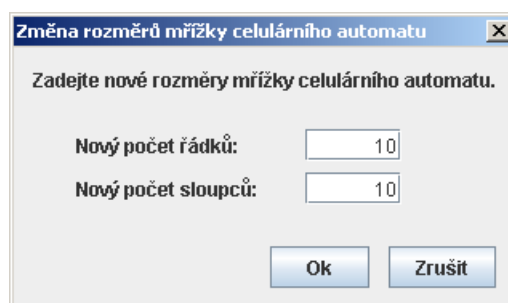 Změna rozměrů mřížky celulárního automatu
Zadejte nové rozměry mřížky celulárního automatu.
Nový počet řádků: 10
Nový počet sloupců: 10
Ok Zrušit